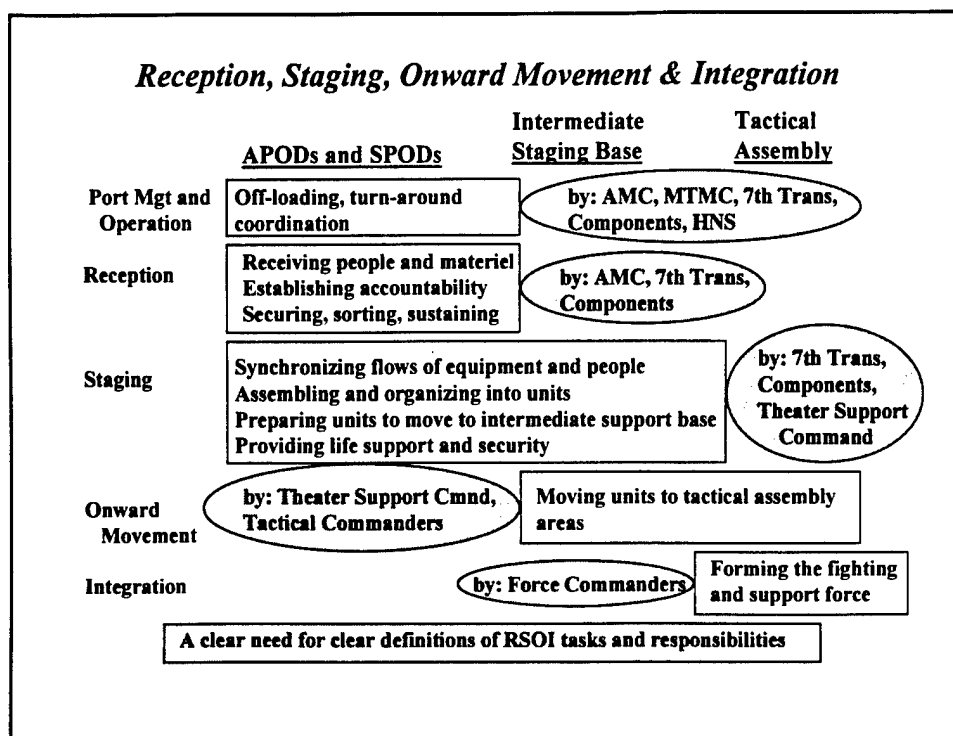 Reception, Staging, Onward Movement & Integration
APODs and SPODs
Intermediate
Staging Base
Tactical
Assembly
Port Mgt and
Operation
Off-loading, turn-around
coordination
by: AMC, MTMC, 7th Trans,
Components, HNS
Reception
Receiving people and materiel
Establishing accountability
Securing, sorting, sustaining
by: AMC, 7th Trans,
Components
Staging
Synchronizing flows of equipment and people
Assembling and organizing into units
Preparing units to move to intermediate support base
Providing life support and security
by: 7th Trans,
Components,
Theater Support
Command
Onward
Movement
by: Theater Support Cmnd,
Tactical Commanders
Moving units to tactical assembly
areas
Integration
by: Force Commanders
Forming the fighting
and support force
A clear need for clear definitions of RSOI tasks and responsibilities